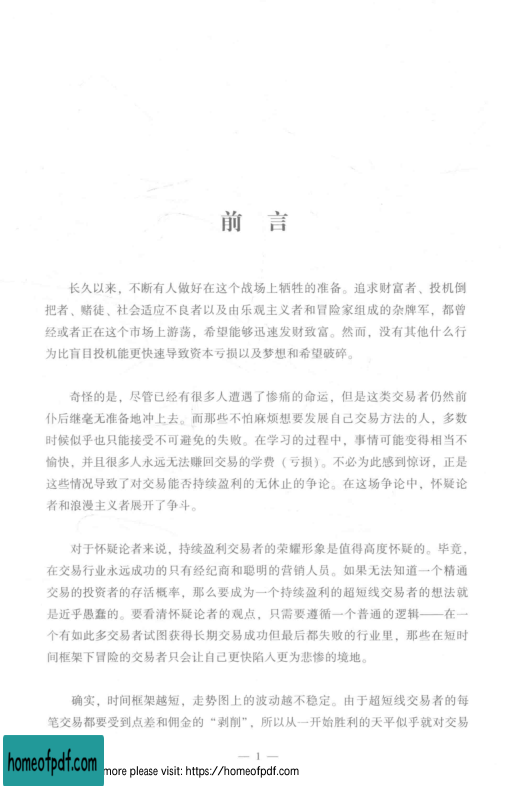 前 言
长久以来，不断有人做好在这个战场上牺牲的准备。追求财富者、投机倒
把者、赌徒、社会适应不良者以及由乐观主义者和冒险家组成的杂牌军，都曾
经或者正在这个市场上游荡，希望能够迅速发财致富。然而，没有其他什么行
为比盲目投机能更快速导致资本亏损以及梦想和希望破碎。
奇怪的是，尽管已经有很多人遭遇了惨痛的命运，但是这类交易者仍然前
仆后继毫无准备地冲上去。而那些不怕麻烦想要发展自己交易方法的人，多数
时候似乎也只能接受不可避免的失败。在学习的过程中，事情可能变得相当不
愉快，并且很多人永远无法赚回交易的学费（亏损）。不必为此感到惊讶，正是
这些情况导致了对交易能否持续盈利的无休止的争论。在这场争论中，怀疑论
者和浪漫主义者展开了争斗。
对于怀疑论者来说，持续盈利交易者的荣耀形象是值得高度怀疑的。毕竟，
在交易行业永远成功的只有经纪商和聪明的营销人员。如果无法知道一个精通
交易的投资者的存活概率，那么要成为一个持续盈利的超短线交易者的想法就
是近乎愚蠢的。要看清怀疑论者的观点，只需要遵循一个普通的逻辑——在一
个有如此多交易者试图获得长期交易成功但最后都失败的行业里，那些在短时
间框架下冒险的交易者只会让自己更快陷入更为悲惨的境地。
确实，时间框架越短，走势图上的波动越不稳定。由于超短线交易者的每
笔交易都要受到点差和佣金的“剥削”，所以从一开始胜利的天平似乎就对交易
— 1 —
homeofpdf.com
more please visit: https://homeofpdf.com